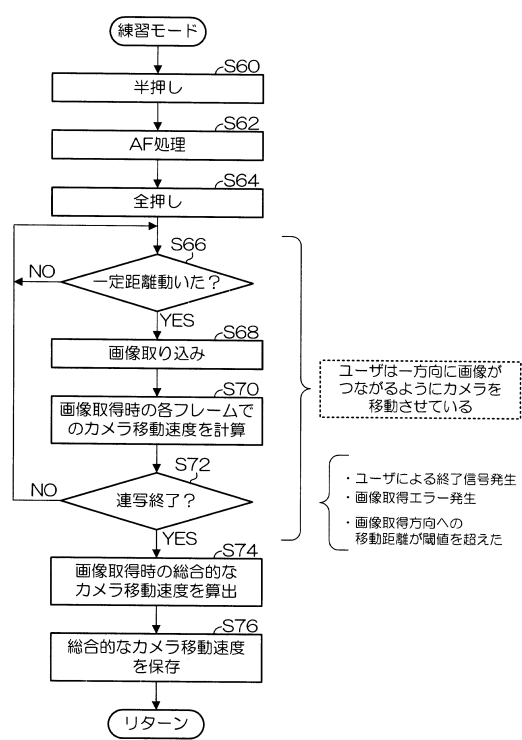 練習モード
S60
半押し
S62
AF処理
S64
全押し
S66
NO
一定距離動いた?
YES
S68
画像取り込み
S70
画像取得時の各フレームで
のカメラ移動速度を計算
ユーザは一方向に画像が
つながるようにカメラを
移動させている
S72
NO
連写終了?
YES
・ユーザによる終了信号発生
・画像取得エラー発生
・画像取得方向への
移動距離が閾値を超えた
S74
画像取得時の総合的な
カメラ移動速度を算出
S76
総合的なカメラ移動速度
を保存
リターン